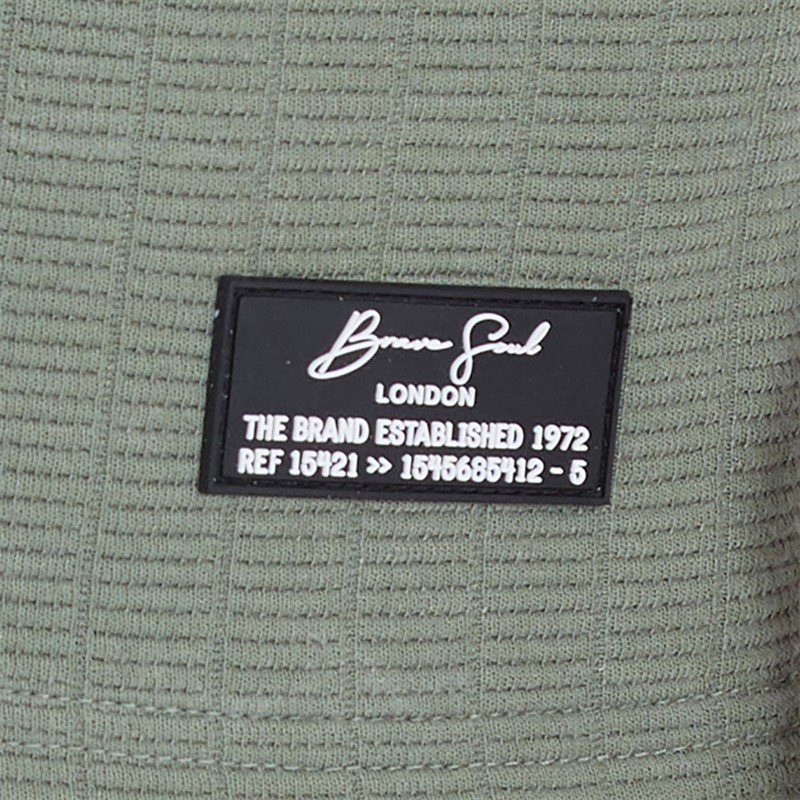 Brave Soul
LONDON
THE BRAND ESTABLISHED 1972
REF 15421 >> 1545685412 - 5